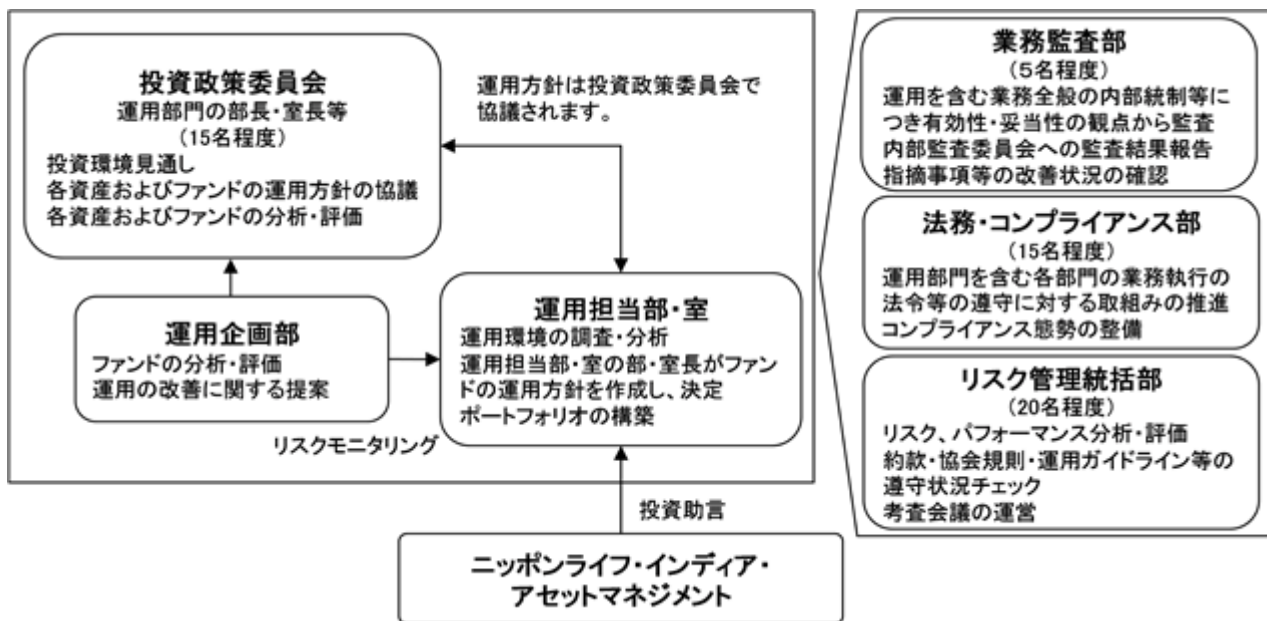 投資政策委員会
運用部門の部長・室長等
（15名程度）
投資環境見通し
各資産およびファンドの運用方針の協議
各資産およびファンドの分析・評価
運用方針は投資政策委員会で
協議されます。
運用企画部
ファンドの分析・評価
運用の改善に関する提案
リスクモニタリング
運用担当部・室
運用環境の調査・分析
運用担当部・室の部・室長がファン
ドの運用方針を作成し、決定
ポートフォリオの構築
投資助言
ニッポンライフ・インディア・
アセットマネジメント
業務監査部
（５名程度）
運用を含む業務全般の内部統制等に
つき有効性・妥当性の観点から監査
内部監査委員会への監査結果報告
指摘事項等の改善状況の確認
法務・コンプライアンス部
（15名程度）
運用部門を含む各部門の業務執行の
法令等の遵守に対する取組みの推進
コンプライアンス態勢の整備
リスク管理統括部
（20名程度）
リスク、パフォーマンス分析・評価
約款・協会規則・運用ガイドライン等の
遵守状況チェック
考査会議の運営